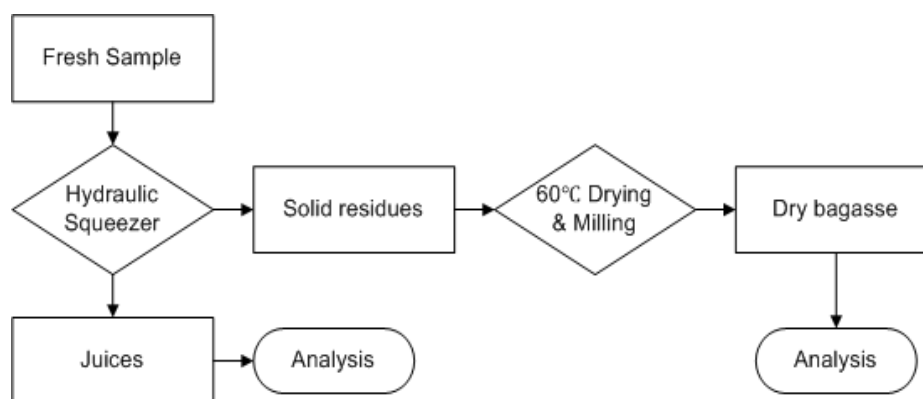 Fresh Sample
Hydraulic
Squeezer
Solid residues
60℃ Drying
& Milling
Dry bagasse
Juices
Analysis
Analysis